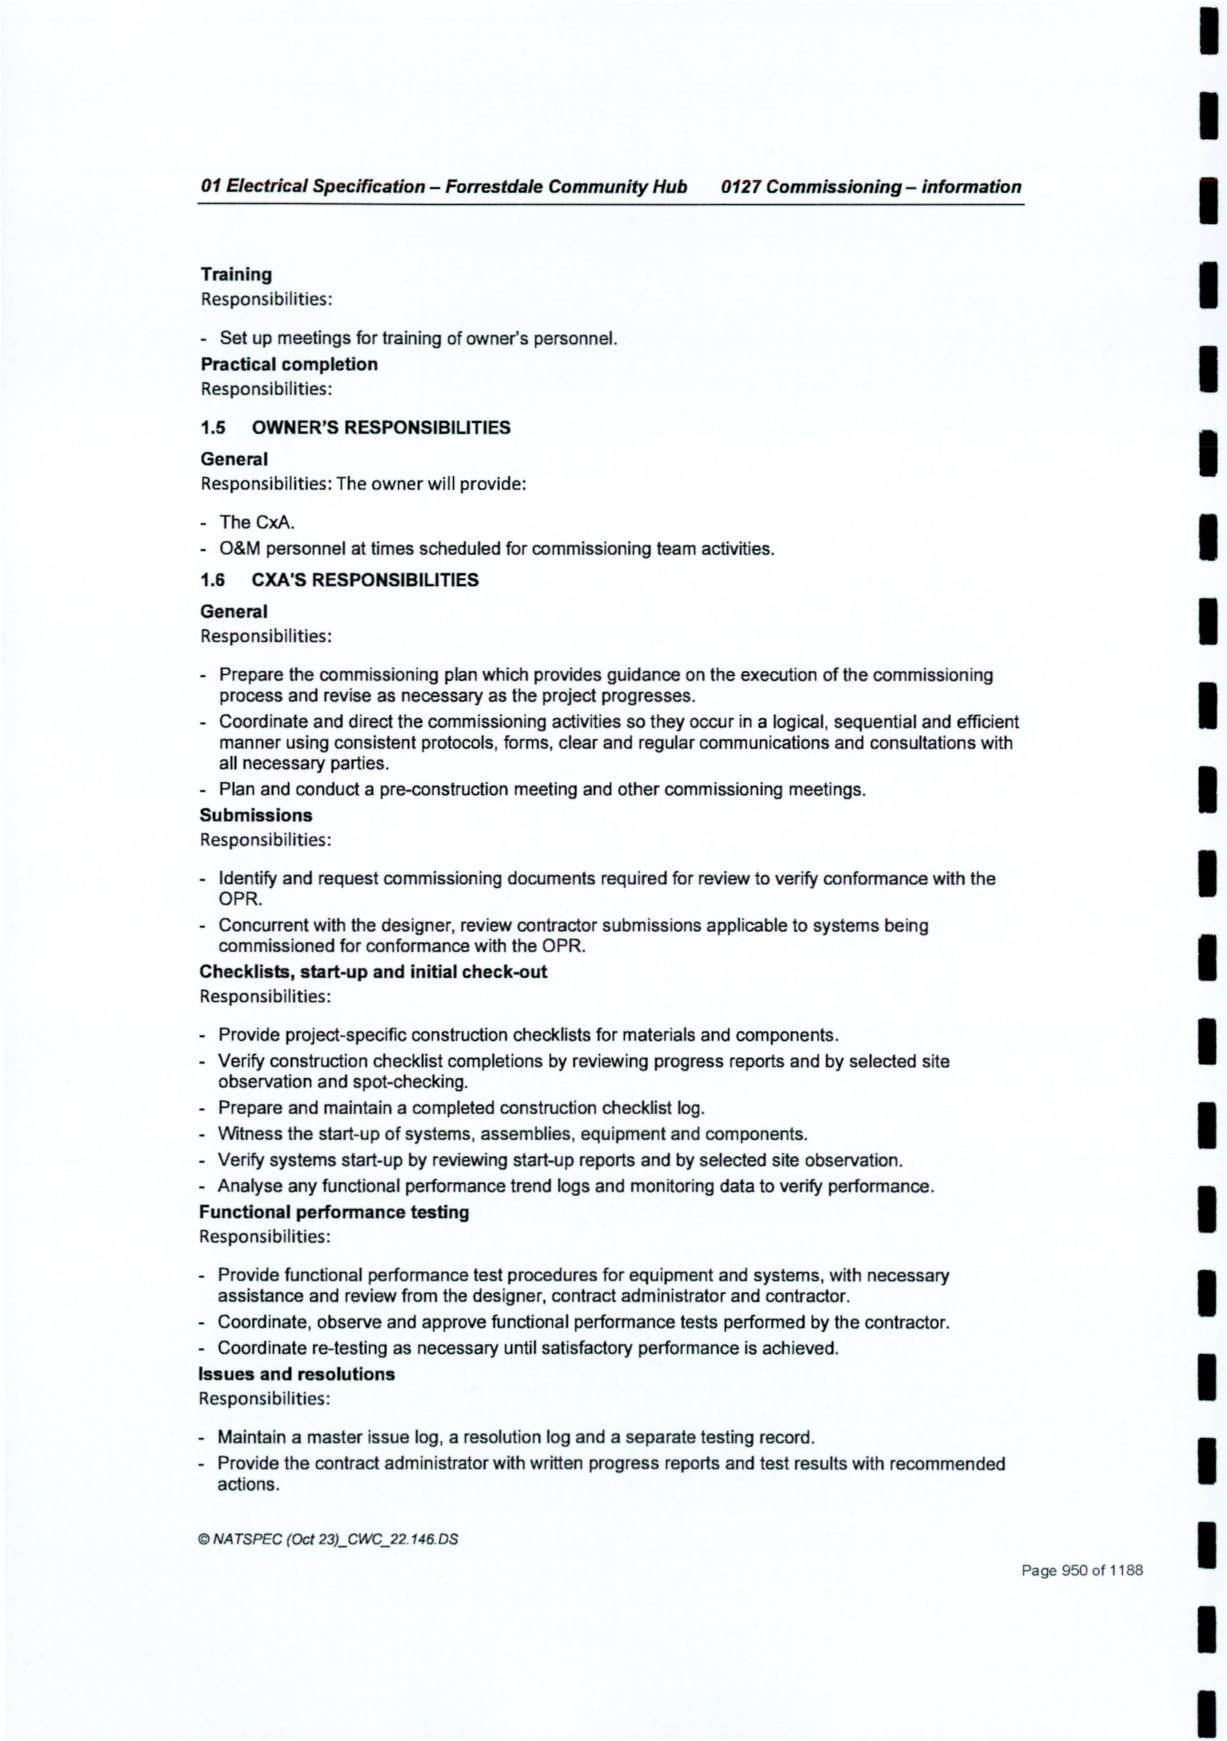 01 Electrical Specification – Forrestdale Community Hub 0127 Commissioning – information
Training
Responsibilities:
- Set up meetings for training of owner's personnel.
Practical completion
Responsibilities:
1.5 OWNER'S RESPONSIBILITIES
General
Responsibilities: The owner will provide:
- The CxA.
- O&M personnel at times scheduled for commissioning team activities.
1.6 CXA'S RESPONSIBILITIES
General
Responsibilities:
- Prepare the commissioning plan which provides guidance on the execution of the commissioning
process and revise as necessary as the project progresses.
- Coordinate and direct the commissioning activities so they occur in a logical, sequential and efficient
manner using consistent protocols, forms, clear and regular communications and consultations with
all necessary parties.
- Plan and conduct a pre-construction meeting and other commissioning meetings.
Submissions
Responsibilities:
- Identify and request commissioning documents required for review to verify conformance with the
OPR.
- Concurrent with the designer, review contractor submissions applicable to systems being
commissioned for conformance with the OPR.
Checklists, start-up and initial check-out
Responsibilities:
- Provide project-specific construction checklists for materials and components.
- Verify construction checklist completions by reviewing progress reports and by selected site
observation and spot-checking.
- Prepare and maintain a completed construction checklist log.
- Witness the start-up of systems, assemblies, equipment and components.
- Verify systems start-up by reviewing start-up reports and by selected site observation.
- Analyse any functional performance trend logs and monitoring data to verify performance.
Functional performance testing
Responsibilities:
- Provide functional performance test procedures for equipment and systems, with necessary
assistance and review from the designer, contract administrator and contractor.
- Coordinate, observe and approve functional performance tests performed by the contractor.
- Coordinate re-testing as necessary until satisfactory performance is achieved.
Issues and resolutions
Responsibilities:
- Maintain a master issue log, a resolution log and a separate testing record.
- Provide the contract administrator with written progress reports and test results with recommended
actions.
© NATSPEC (Oct 23)_CWC_22.146.DS
Page 950 of 1188